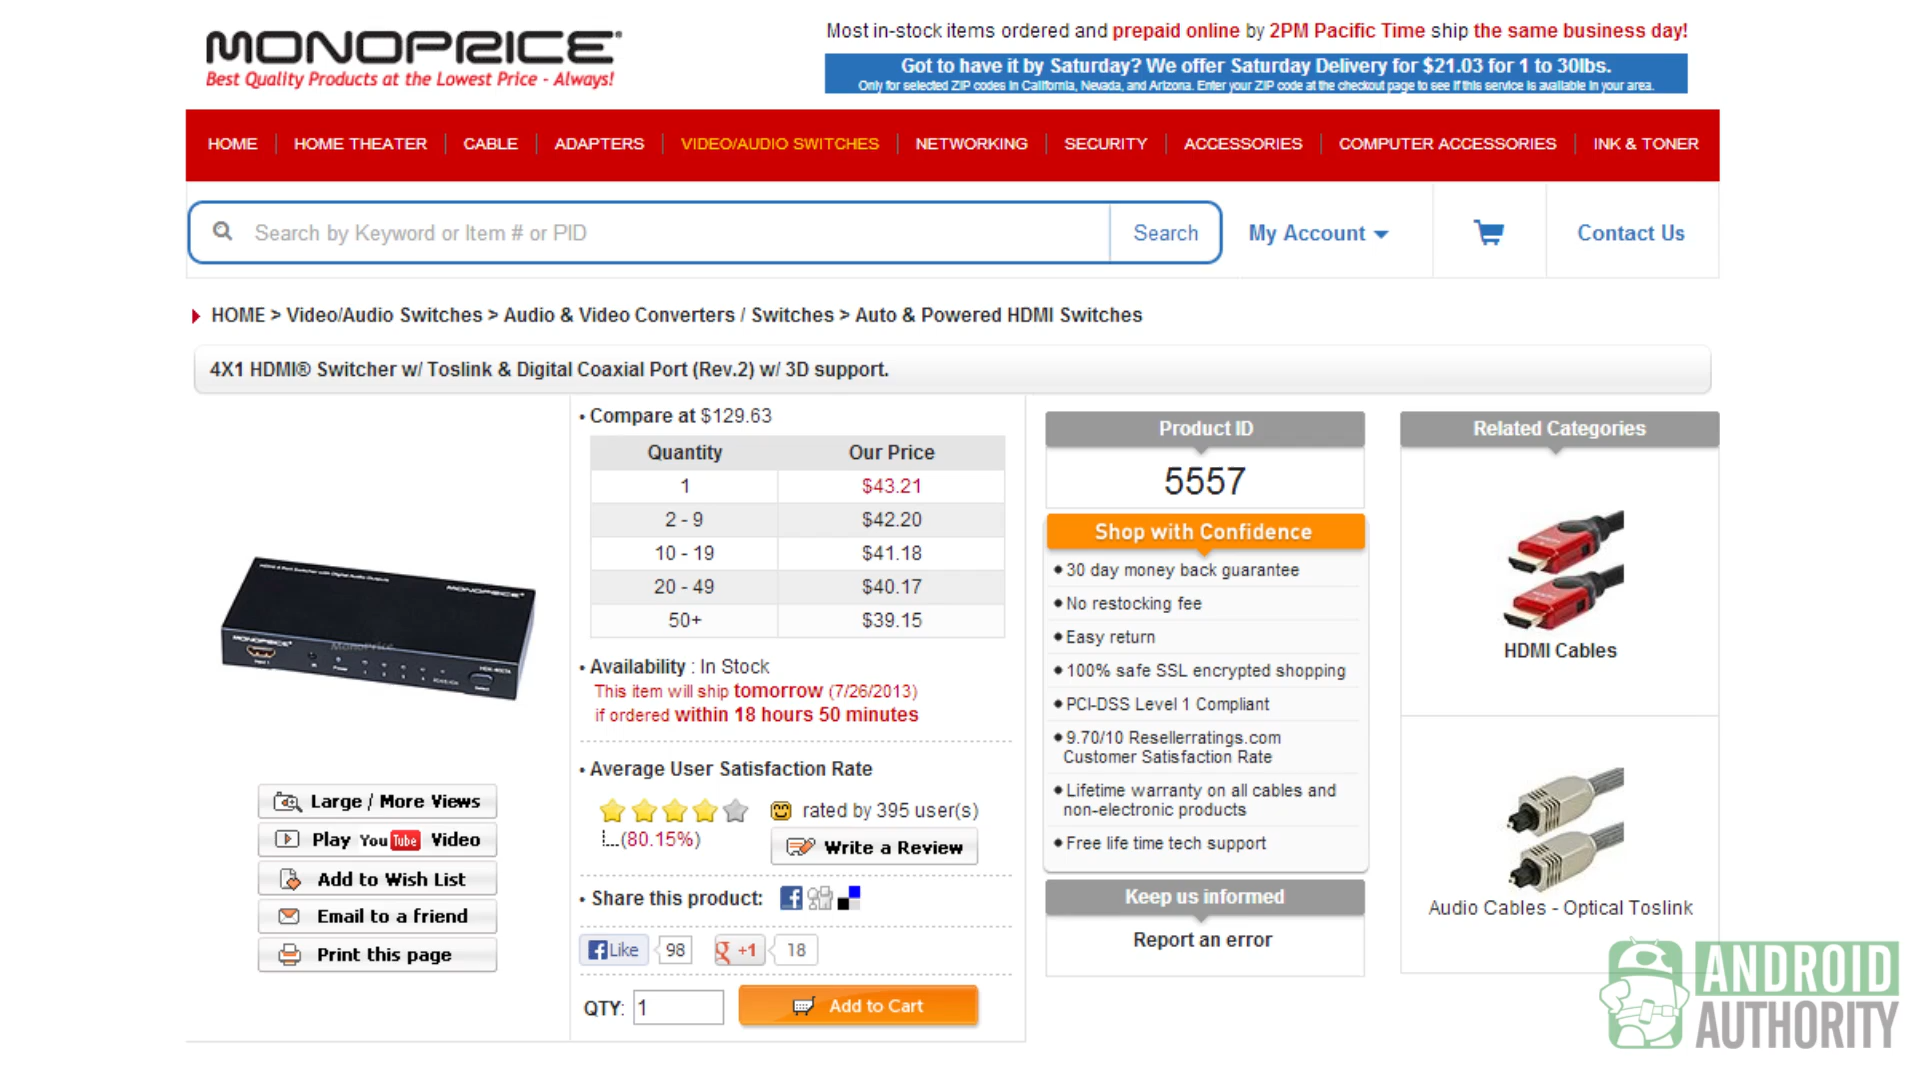 MONOPRICE
Best Quality Products at the Lowest Price - Always!
Most in-stock items ordered and prepaid online by 2PM Pacific Time ship the same business day!
Got to have it by Saturday? We offer Saturday Delivery for $21.03 for 1 to 30lbs.
Only for selected ZIP codes in California, Nevada, and Arizona. Enter your ZIP code at the checkout page to see if this service is available in your area.
HOME HOME THEATER CABLE ADAPTERS VIDEO/AUDIO SWITCHES NETWORKING SECURITY ACCESSORIES COMPUTER ACCESSORIES INK & TONER
Search by Keyword or Item # or PID Search My Account Contact Us
HOME > Video/Audio Switches > Audio & Video Converters / Switches > Auto & Powered HDMI Switches
4X1 HDMI® Switcher w/ Toslink & Digital Coaxial Port (Rev.2) w/ 3D support.
MONOPRICE
MONOPRICE
MonoPrice
Input 1
Power
Select
Large / More Views
Play YouTube Video
Add to Wish List
Email to a friend
Print this page
• Compare at $129.63
Quantity Our Price
1 $43.21
2 - 9 $42.20
10 - 19 $41.18
20 - 49 $40.17
50+ $39.15
• Availability : In Stock
This item will ship tomorrow (7/26/2013)
if ordered within 18 hours 50 minutes
• Average User Satisfaction Rate
rated by 395 user(s)
(80.15%)
Write a Review
• Share this product:
Like 98 +1 18
QTY: 1 Add to Cart
Product ID
5557
Shop with Confidence
• 30 day money back guarantee
• No restocking fee
• Easy return
• 100% safe SSL encrypted shopping
• PCI-DSS Level 1 Compliant
• 9.70/10 Resellerratings.com
Customer Satisfaction Rate
• Lifetime warranty on all cables and
non-electronic products
• Free life time tech support
Keep us informed
Report an error
Related Categories
HDMI Cables
Audio Cables - Optical Toslink
ANDROID
AUTHORITY